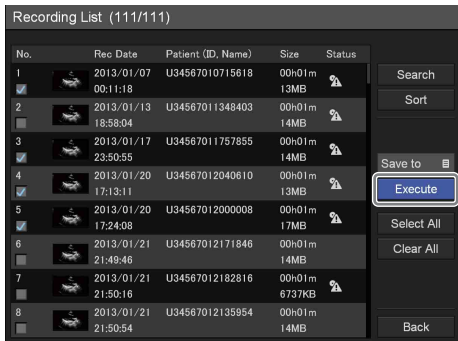 Recording List (111/111)
No. Rec Date Patient (ID, Name) Size Status
1 2013/01/07 U34567010715618 00h01m
00:11:18 13MB
2 2013/01/13 U34567011348403 00h01m
18:58:04 14MB
3 2013/01/17 U34567011757855 00h01m
23:50:55 14MB
4 2013/01/20 U34567012040610 00h01m
17:13:11 13MB
5 2013/01/20 U34567012000008 00h01m
17:24:08 17MB
6 2013/01/21 U34567012171846 00h01m
21:49:46 14MB
7 2013/01/21 U34567012182816 00h01m
21:50:16 6737KB
8 2013/01/21 U34567012135954 00h01m
21:50:54 14MB
Search
Sort
Save to
Execute
Select All
Clear All
Back